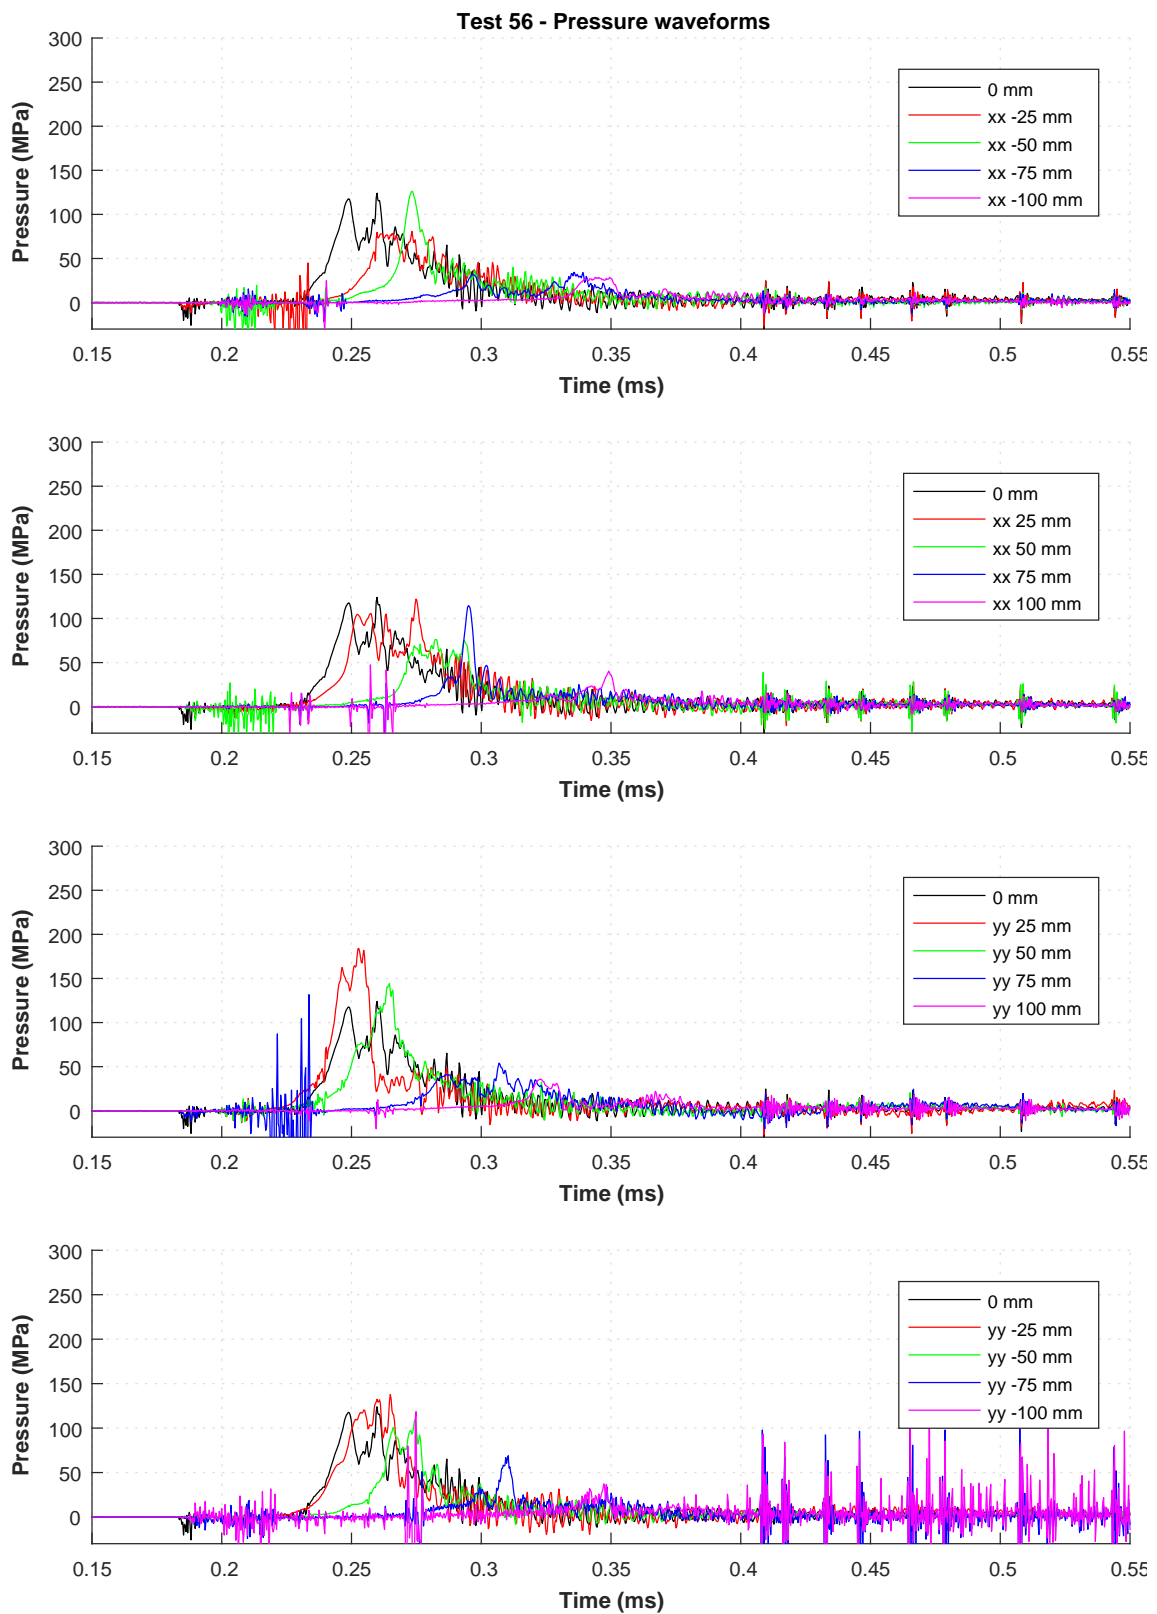 Test 56 - Pressure waveforms
300
250
200
150
100
50
0
Pressure (MPa)
0 mm
xx -25 mm
xx -50 mm
xx -75 mm
xx -100 mm
0.15 0.2 0.25 0.3 0.35 0.4 0.45 0.5 0.55
Time (ms)
300
250
200
150
100
50
0
Pressure (MPa)
0 mm
xx 25 mm
xx 50 mm
xx 75 mm
xx 100 mm
0.15 0.2 0.25 0.3 0.35 0.4 0.45 0.5 0.55
Time (ms)
300
250
200
150
100
50
0
Pressure (MPa)
0 mm
yy 25 mm
yy 50 mm
yy 75 mm
yy 100 mm
0.15 0.2 0.25 0.3 0.35 0.4 0.45 0.5 0.55
Time (ms)
300
250
200
150
100
50
0
Pressure (MPa)
0 mm
yy -25 mm
yy -50 mm
yy -75 mm
yy -100 mm
0.15 0.2 0.25 0.3 0.35 0.4 0.45 0.5 0.55
Time (ms)